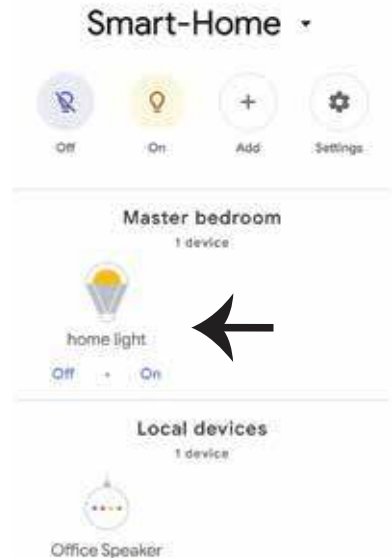 Smart-Home
Off On Add Settings
Master bedroom
1 device
home light
Off • On
Local devices
1 device
Office Speaker